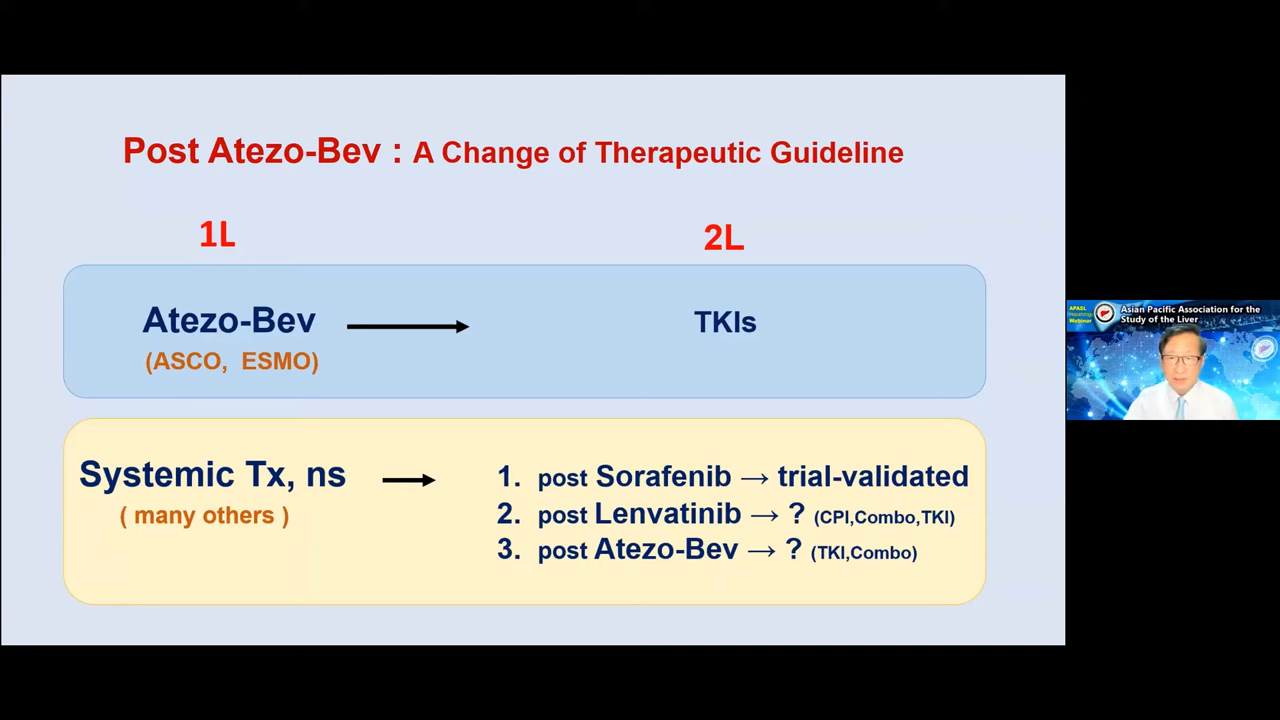 Post Atezo-Bev : A Change of Therapeutic Guideline
1L
2L
Atezo-Bev
TKIs
(ASCO, ESMO)
Systemic Tx, ns
( many others )
1. post Sorafenib → trial-validated
2. post Lenvatinib → ? (CPI,Combo,TKI)
3. post Atezo-Bev → ? (TKI,Combo)
APASL
Hepatology
Webinar
Asian Pacific Association for the
Study of the Liver